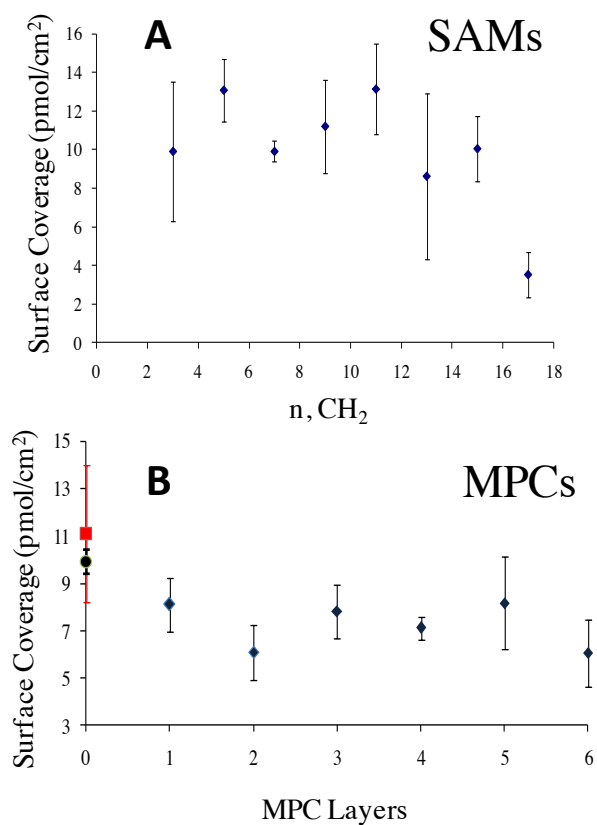 A
SAMs
Surface Coverage (pmol/cm²)
16
14
12
10
8
6
4
2
0
0 2 4 6 8 10 12 14 16 18
n, CH₂
B
MPCs
Surface Coverage (pmol/cm²)
15
13
11
9
7
5
3
0 1 2 3 4 5 6
MPC Layers